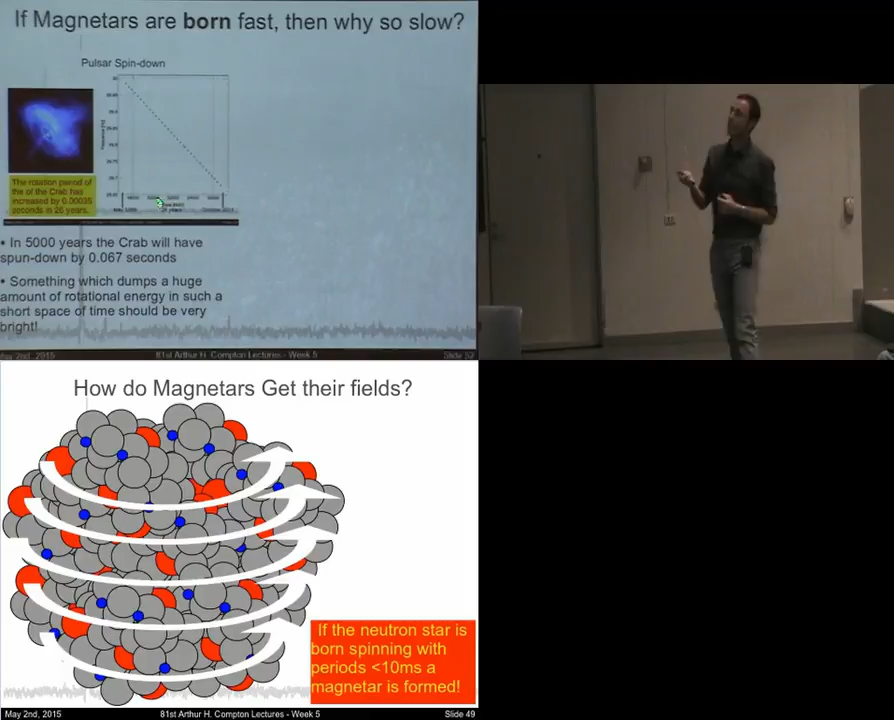 If Magnetars are born fast, then why so slow?
Pulsar Spin-down
The rotation period of
the of the Crab has
increased by 0.00035
seconds in 26 years.
• In 5000 years the Crab will have
spun-down by 0.067 seconds
• Something which dumps a huge
amount of rotational energy in such a
short space of time should be very
bright!
2nd, 2015
81st Arthur H. Compton Lectures - Week 5
Slide 52
How do Magnetars Get their fields?
If the neutron star is
born spinning with
periods <10ms a
magnetar is formed!
May 2nd, 2015
81st Arthur H. Compton Lectures - Week 5
Slide 49